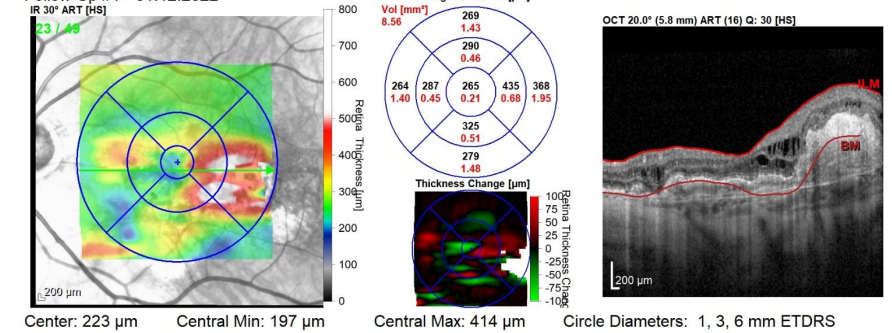 IR 30° ART [HS]
23 / 49
800
700
600
500
400
300
200
100
0
Retina Thickness [µm]
200 µm
Vol [mm³]
8.56
269
1.43
290
0.46
264 287 265 435 368
1.40 0.45 0.21 0.68 1.95
325
0.51
279
1.48
Thickness Change [µm]
100
75
50
25
0
-25
-50
-75
-100
OCT 20.0° (5.8 mm) ART (16) Q: 30 [HS]
ILM
BM
200 µm
Center: 223 µm Central Min: 197 µm Central Max: 414 µm Circle Diameters: 1, 3, 6 mm ETDRS